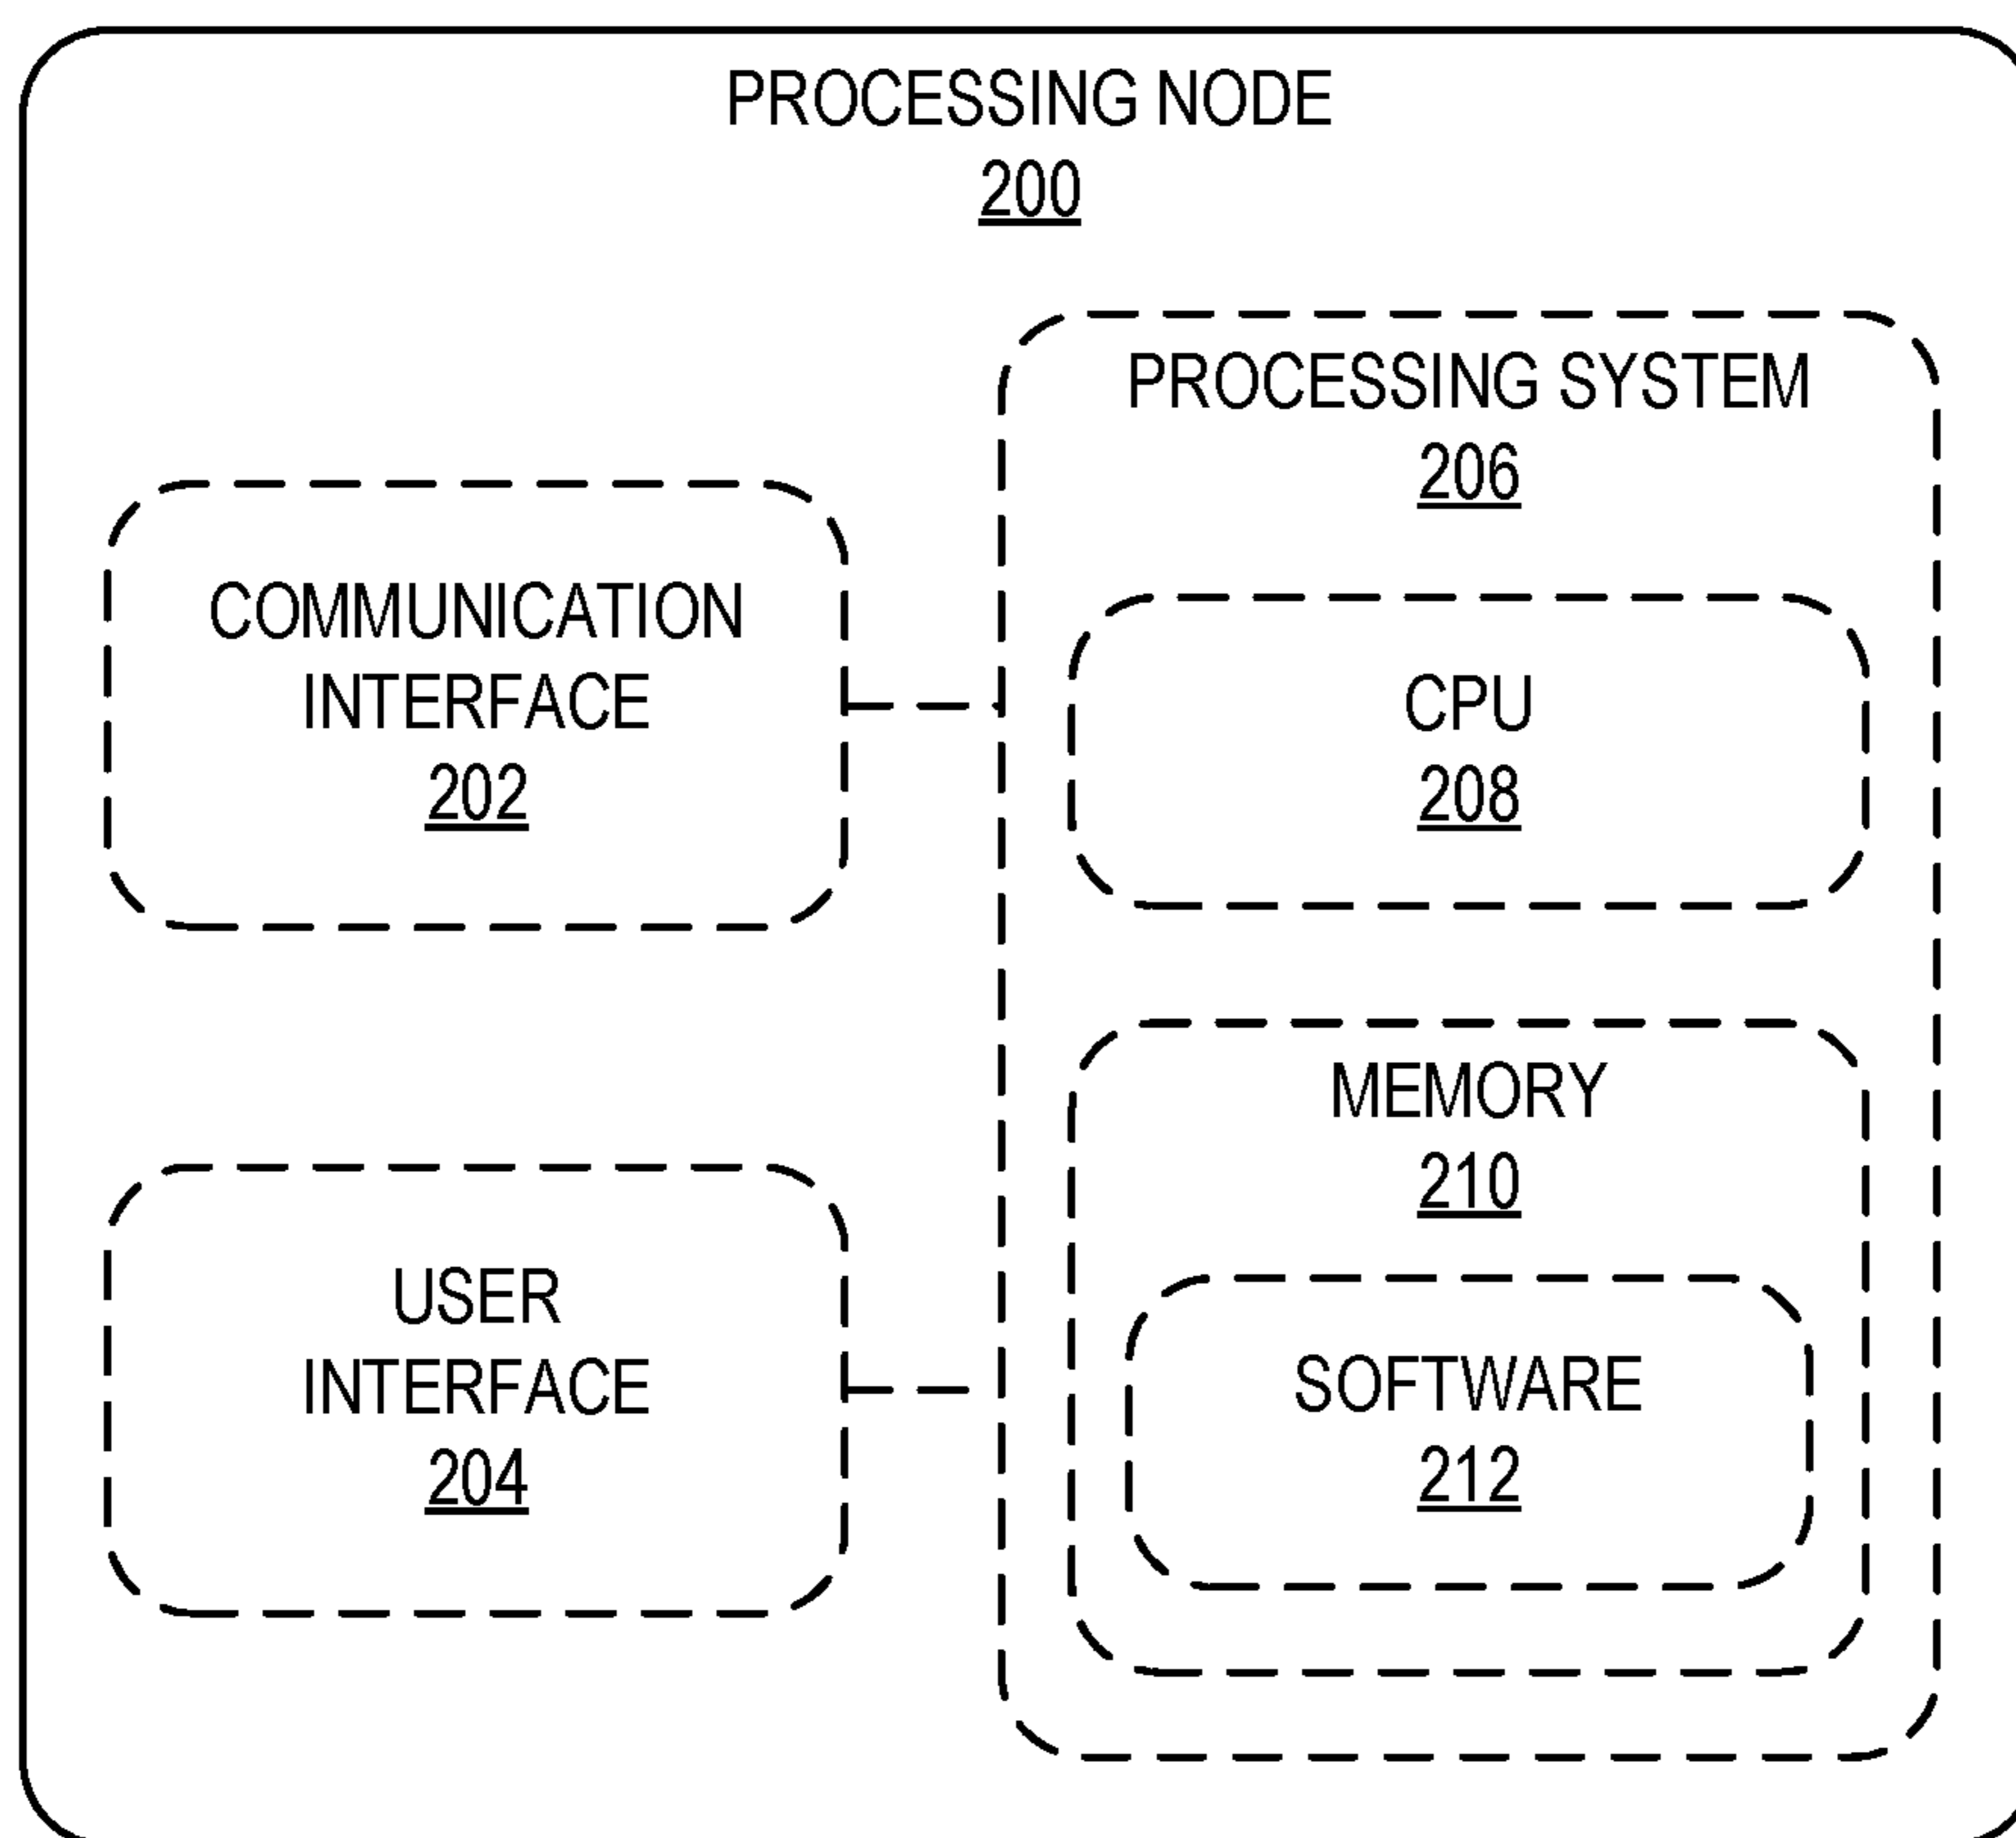 PROCESSING NODE
200
PROCESSING SYSTEM
206
COMMUNICATION
INTERFACE
202
CPU
208
MEMORY
210
USER
INTERFACE
204
SOFTWARE
212